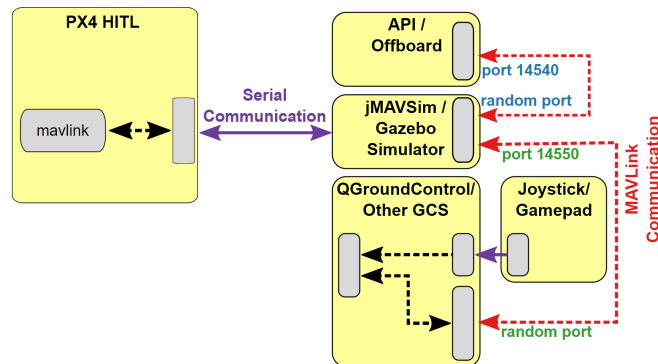 PX4 HITL
mavlink
Serial
Communication
API /
Offboard
port 14540
random port
jMAVSim /
Gazebo
Simulator
port 14550
QGroundControl/
Other GCS
Joystick/
Gamepad
random port
MAVLink
Communication